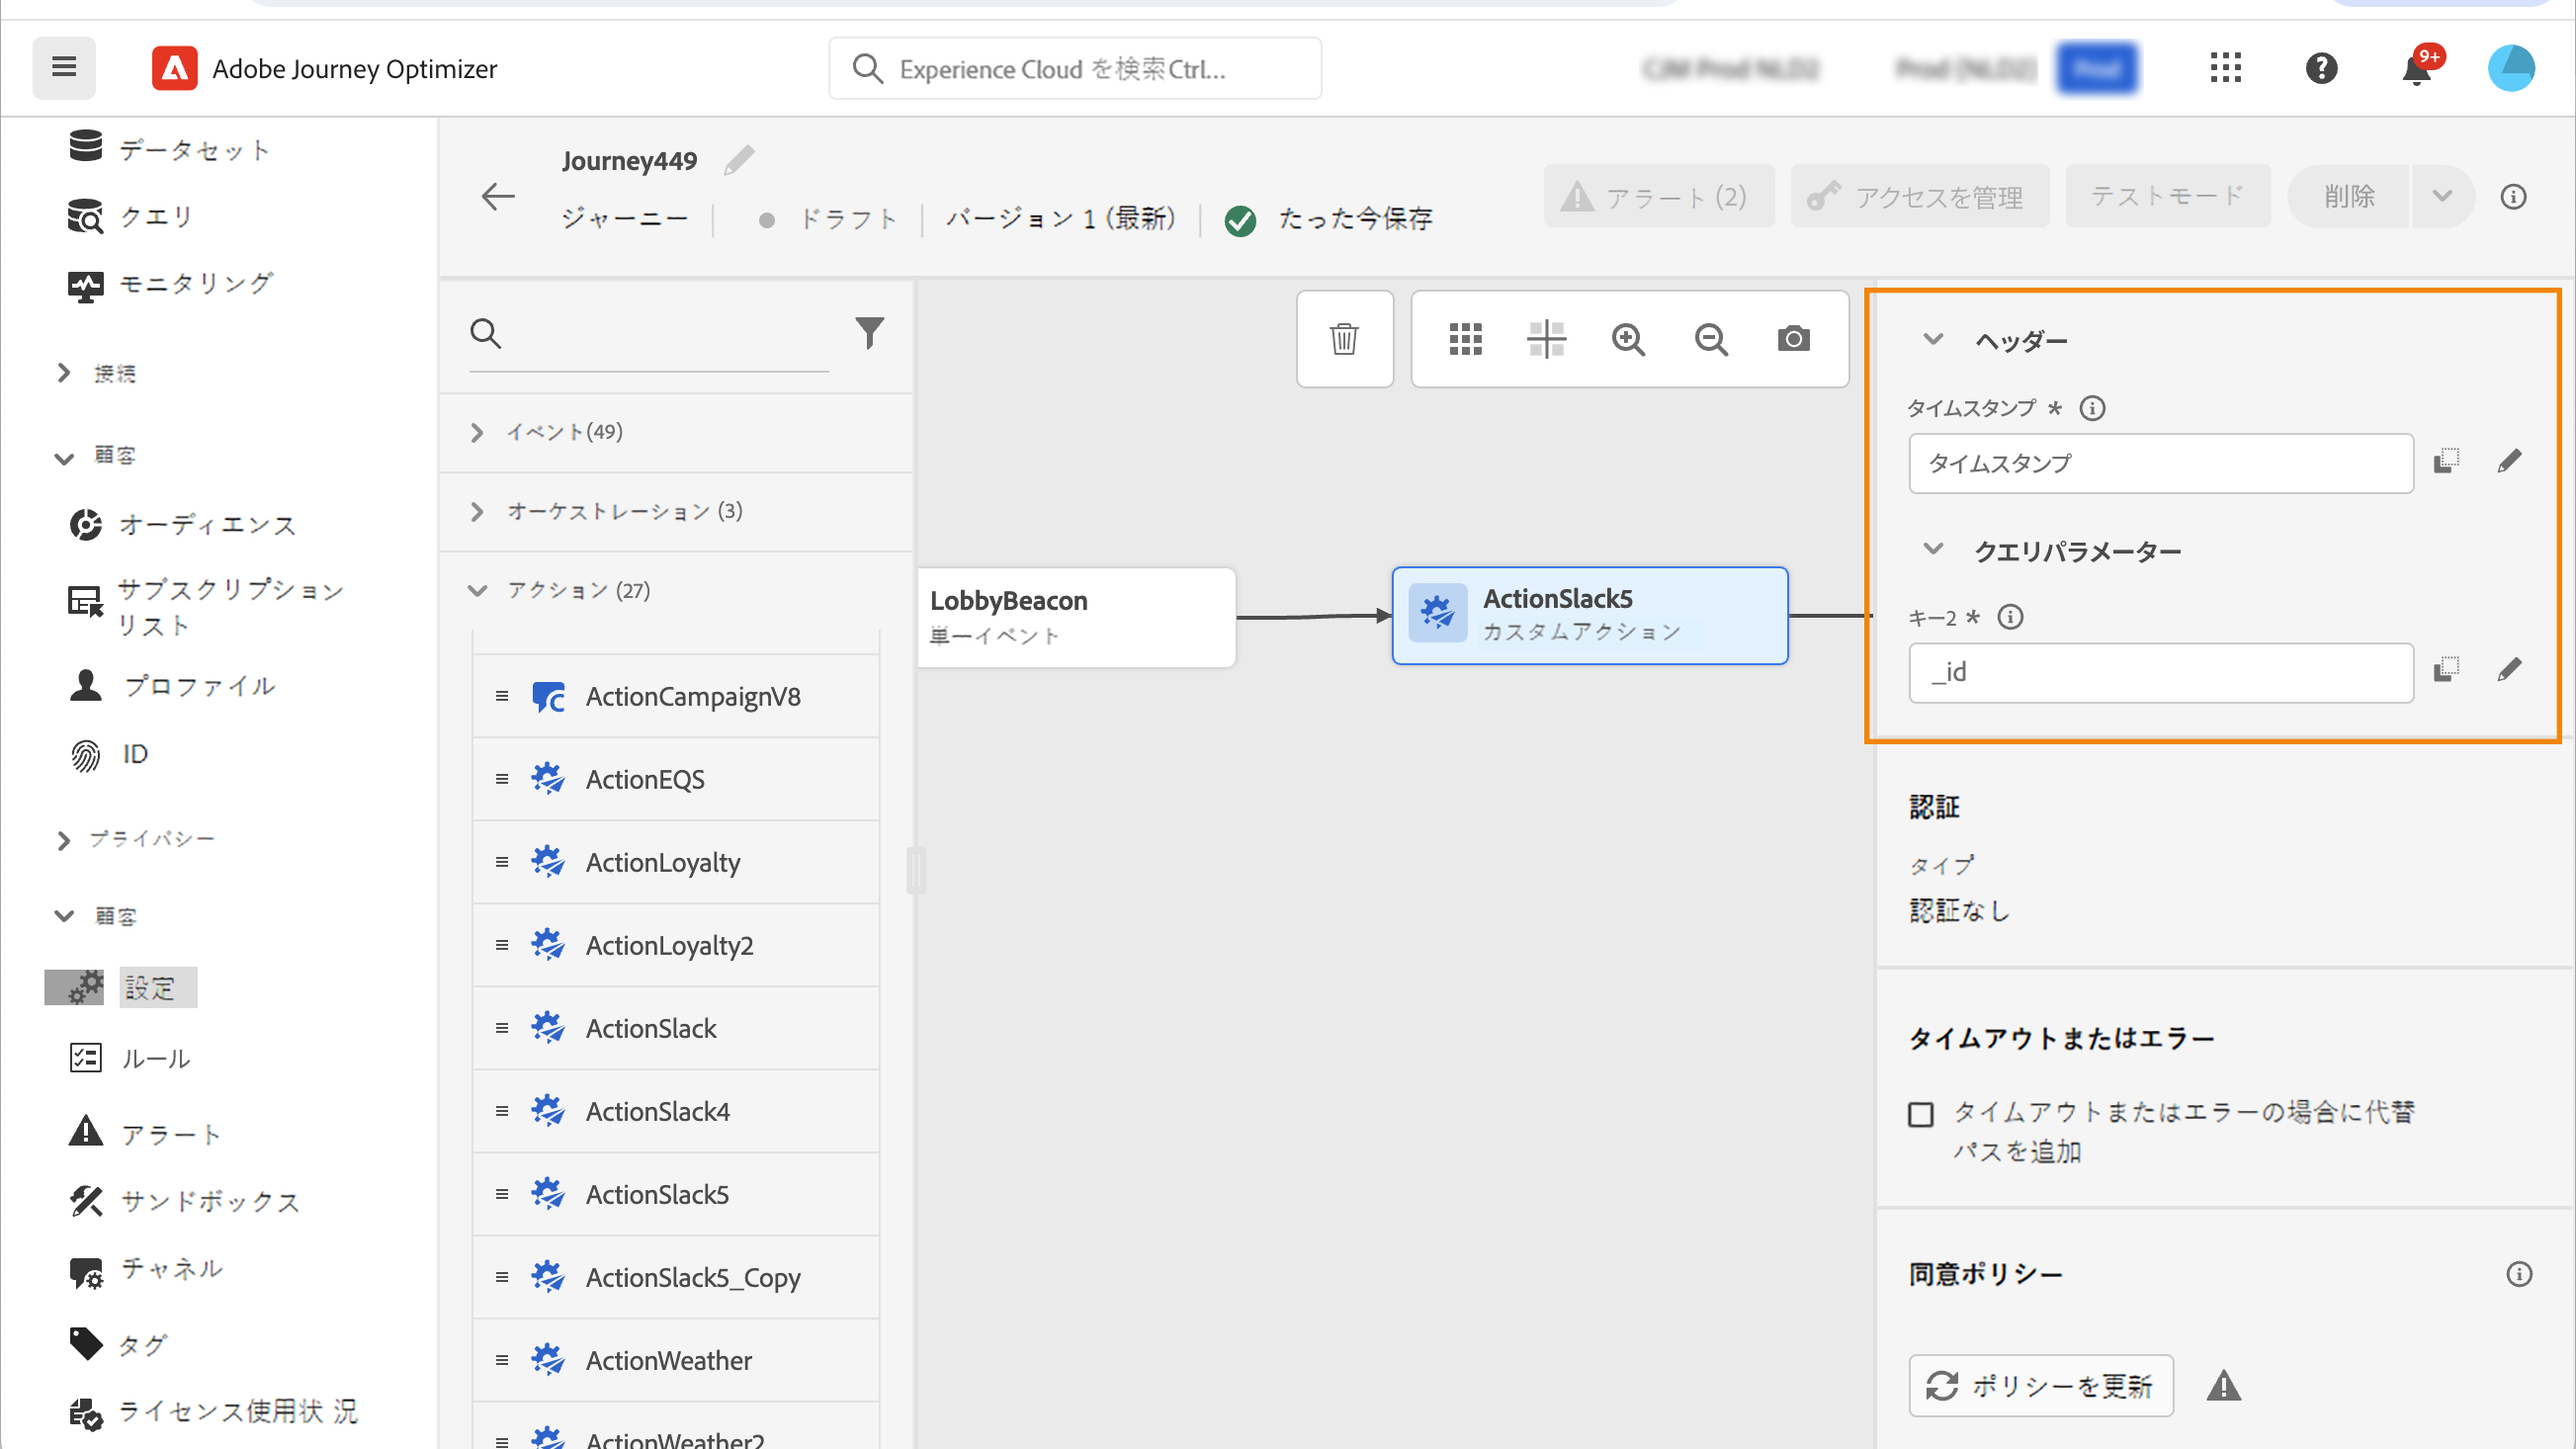 Adobe Journey Optimizer
Experience Cloud を検索Ctrl...
9+
データセット
クエリ
モニタリング
接続
顧客
オーディエンス
サブスクリプション
リスト
プロファイル
ID
プライバシー
顧客
設定
ルール
アラート
サンドボックス
チャネル
タグ
ライセンス使用状 況
Journey449
ジャーニー
ドラフト
バージョン 1 (最新)
たった今保存
アラート (2)
アクセスを管理
テストモード
削除
イベント(49)
オーケストレーション (3)
アクション (27)
ActionCampaignV8
ActionEQS
ActionLoyalty
ActionLoyalty2
ActionSlack
ActionSlack4
ActionSlack5
ActionSlack5_Copy
ActionWeather
ActionWeather2
LobbyBeacon
単一イベント
ActionSlack5
カスタムアクション
ヘッダー
タイムスタンプ *
タイムスタンプ
クエリパラメーター
キー2 *
_id
認証
タイプ
認証なし
タイムアウトまたはエラー
タイムアウトまたはエラーの場合に代替
パスを追加
同意ポリシー
ポリシーを更新